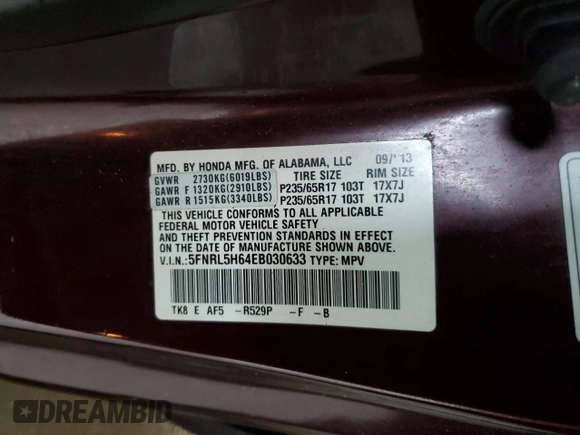 MFD. BY HONDA MFG. OF ALABAMA, LLC 09/'13
GVWR 2730KG(6019LBS) TIRE SIZE RIM SIZE
GAWR F 1320KG(2910LBS) P235/65R17 103T 17X7J
GAWR R 1515KG(3340LBS) P235/65R17 103T 17X7J
THIS VEHICLE CONFORMS TO ALL APPLICABLE
FEDERAL MOTOR VEHICLE SAFETY
AND THEFT PREVENTION STANDARDS IN EFFECT
ON THE DATE OF MANUFACTURE SHOWN ABOVE.
V.I.N.:5FNRL5H64EB030633 TYPE: MPV
TK8 E AF5 -R529P -F -B
DREAMBID